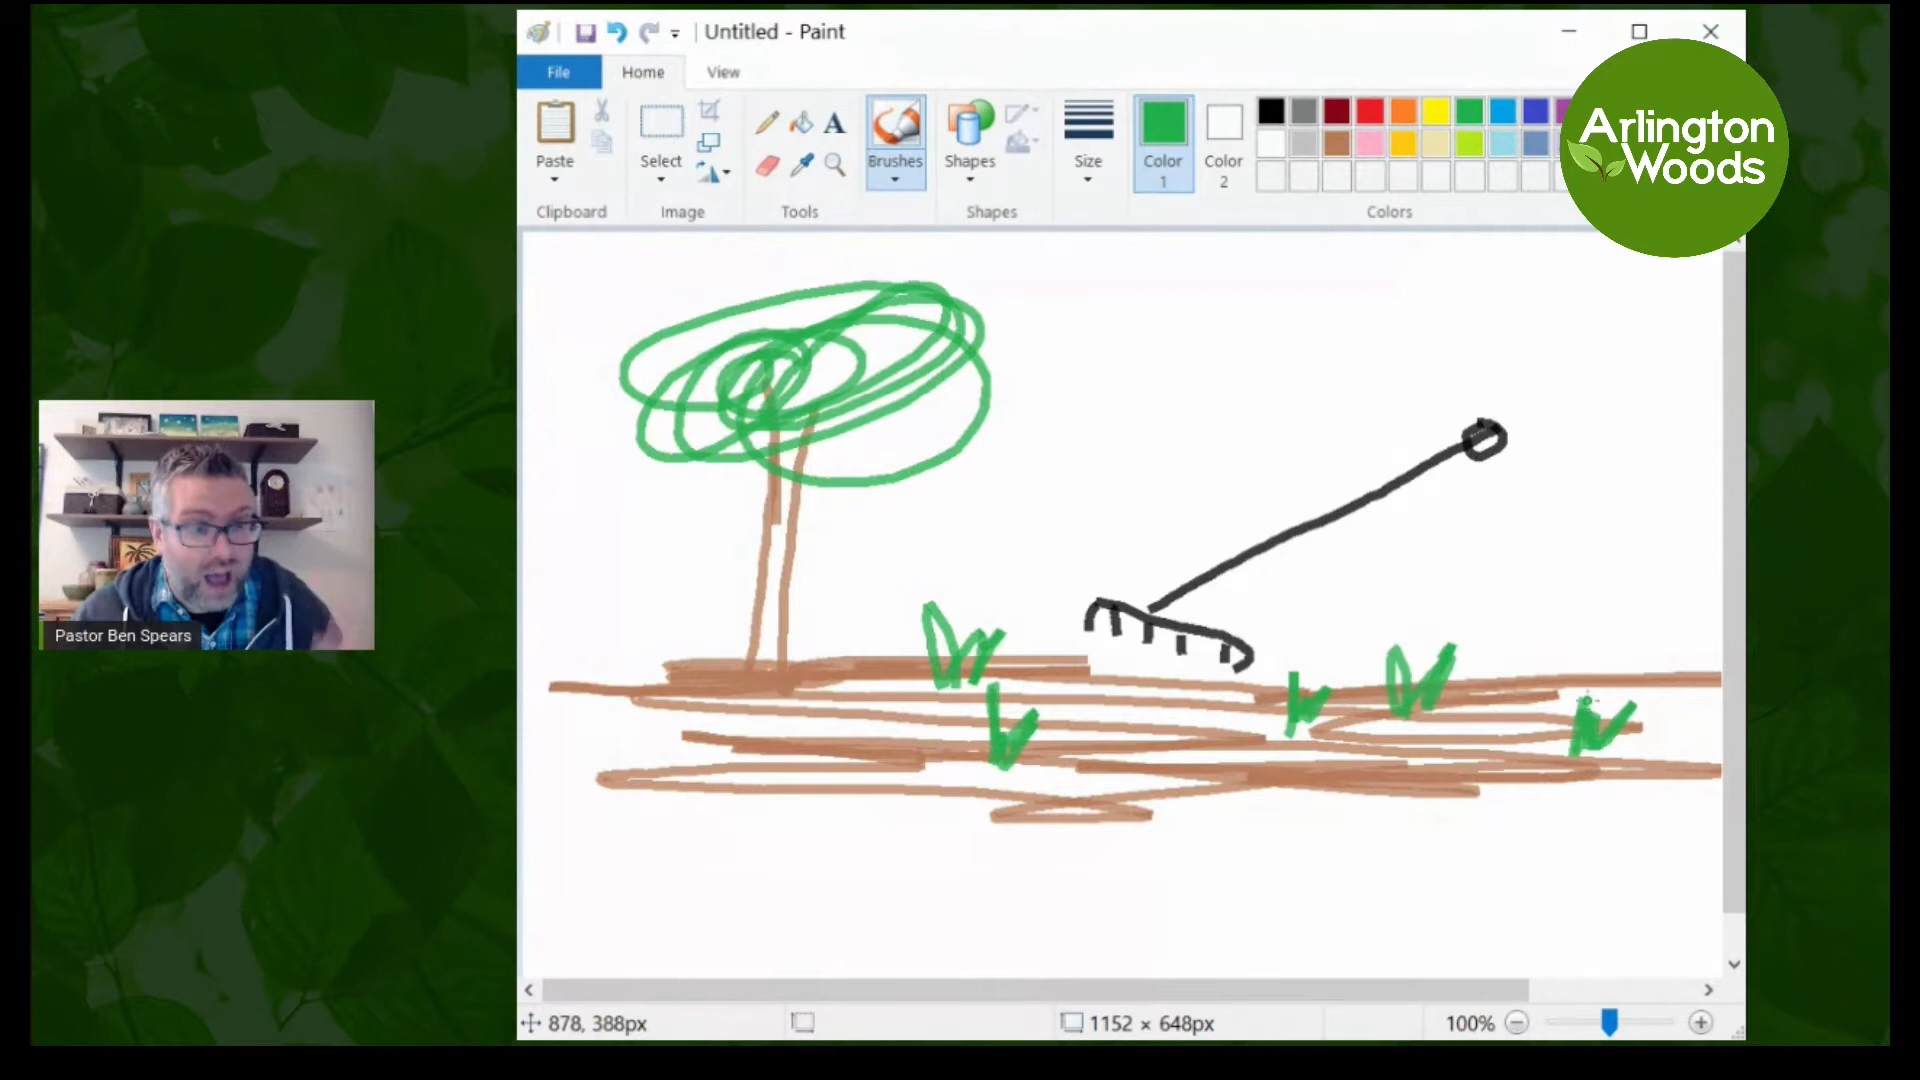 Untitled - Paint
File
Home
View
Paste
Select
A
Brushes
Shapes
Size
Color
1
Color
2
Clipboard
Image
Tools
Shapes
Colors
Arlington
Woods
Pastor Ben Spears
878, 388px
1152 × 648px
100%